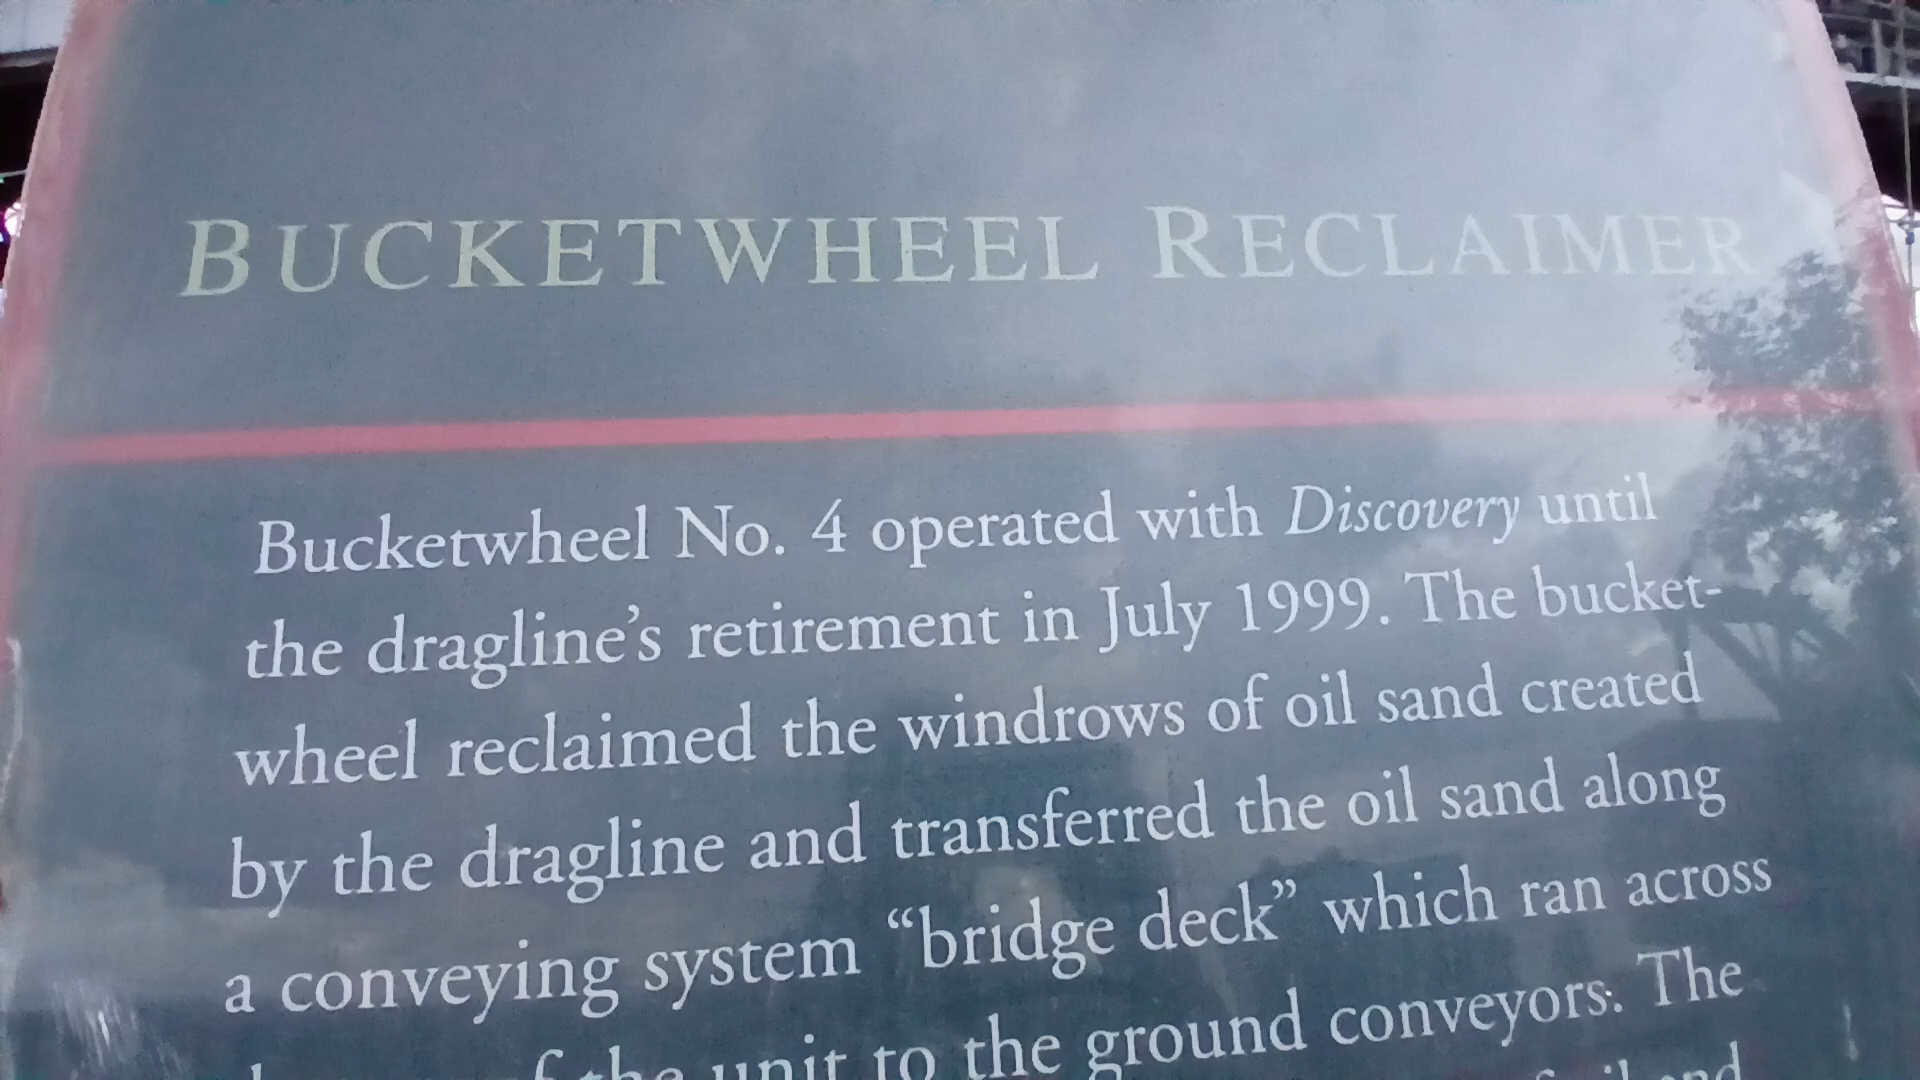 BUCKETWHEEL RECLAIMER
Bucketwheel No. 4 operated with Discovery until
the dragline’s retirement in July 1999. The bucket-
wheel reclaimed the windrows of oil sand created
by the dragline and transferred the oil sand along
a conveying system “bridge deck” which ran across
of the unit to the ground conveyors. The
and